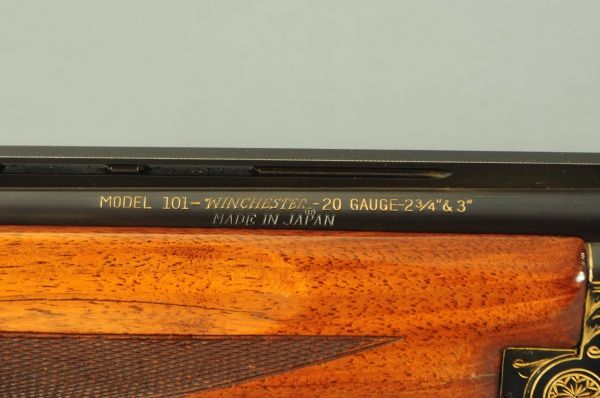 MODEL 101-WINCHESTER®-20 GAUGE-2¾"&3"
MADE IN JAPAN